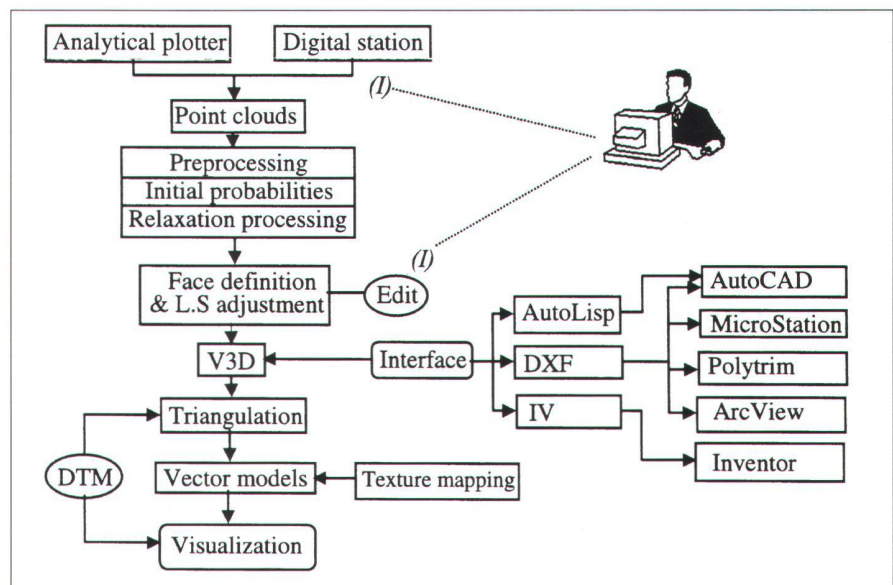 Analytical plotter
Digital station
(I)
Point clouds
Preprocessing
Initial probabilities
Relaxation processing
(I)
Face definition
& L.S adjustment
Edit
AutoLisp
AutoCAD
MicroStation
V3D
Interface
DXF
Polytrim
Triangulation
IV
ArcView
DTM
Vector models
Texture mapping
Inventor
Visualization